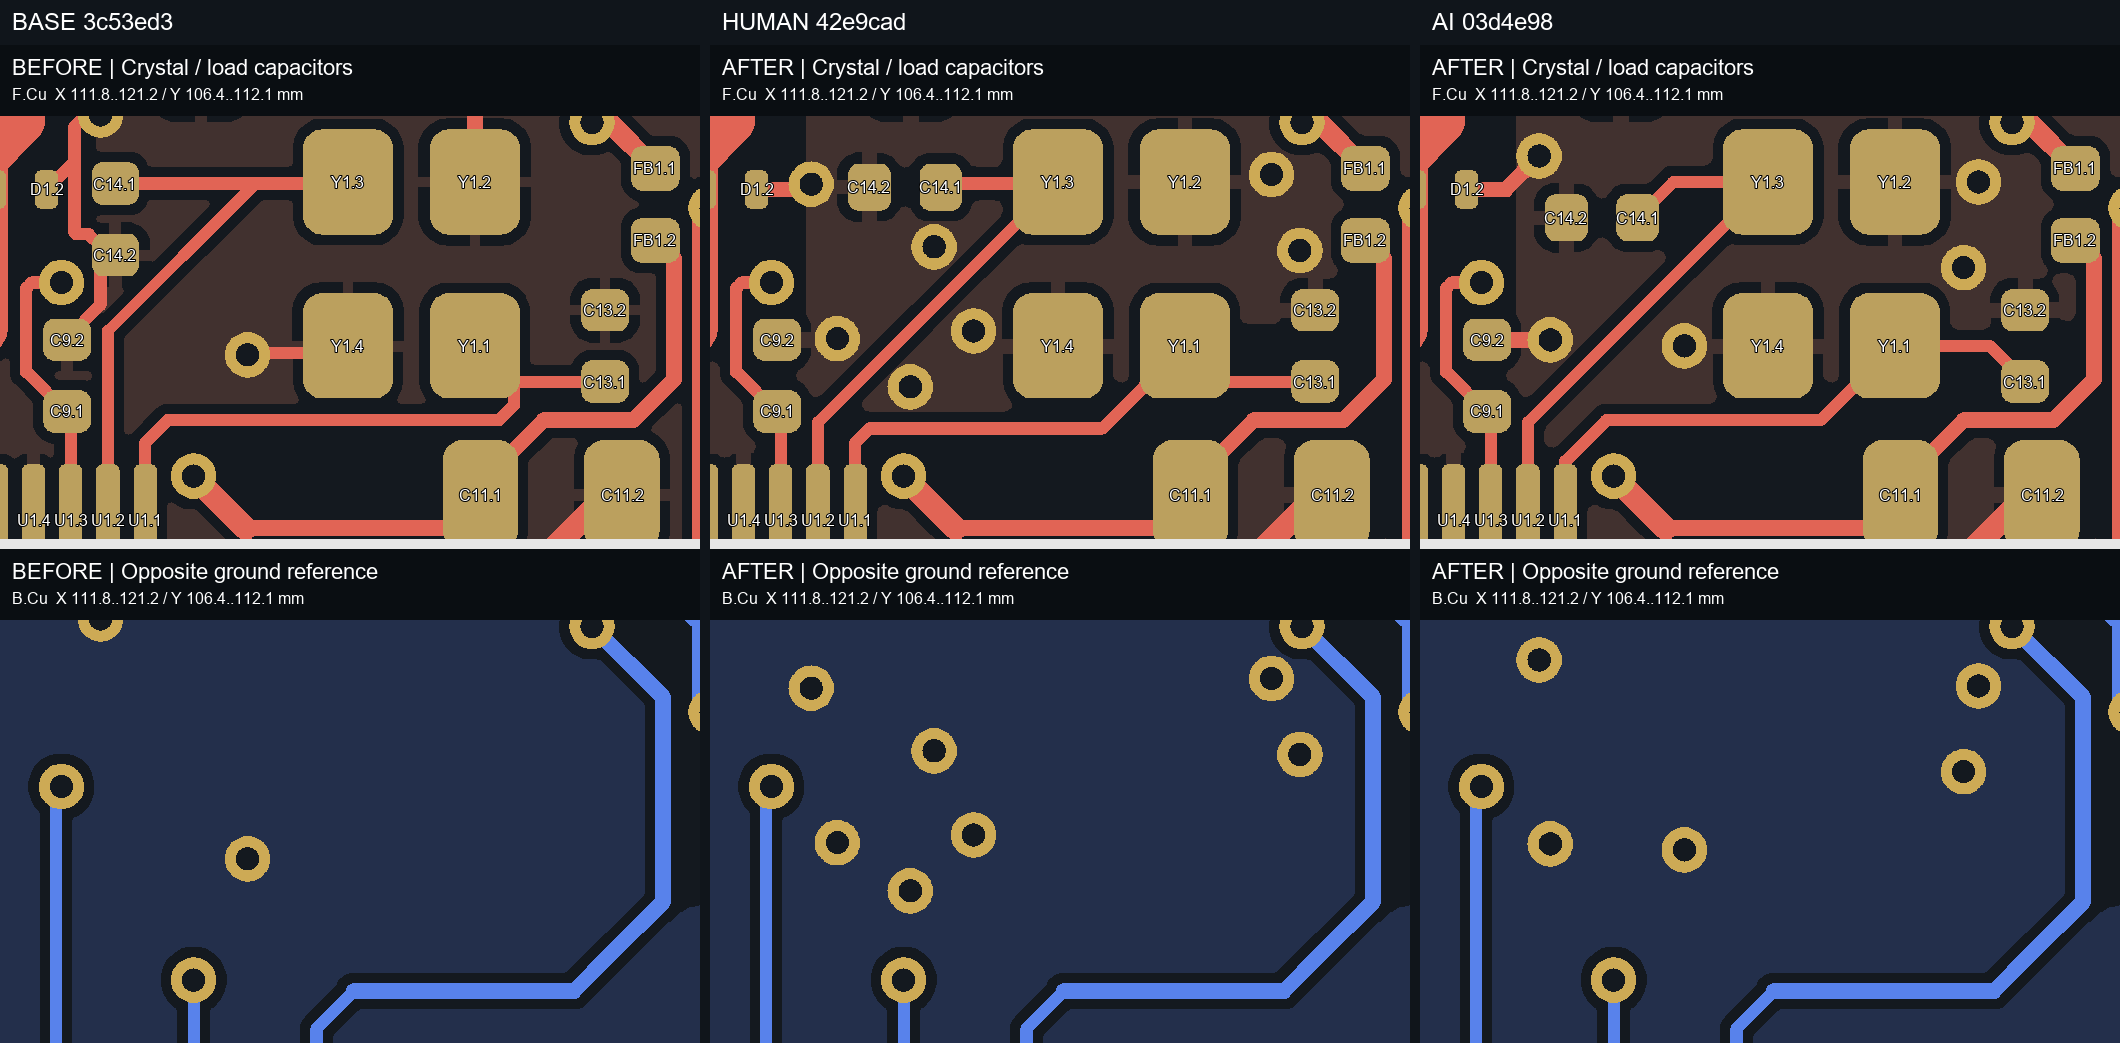 BASE 3c53ed3
HUMAN 42e9cad
AI 03d4e98
BEFORE | Crystal / load capacitors
F.Cu X 111.8..121.2 / Y 106.4..112.1 mm
AFTER | Crystal / load capacitors
F.Cu X 111.8..121.2 / Y 106.4..112.1 mm
AFTER | Crystal / load capacitors
F.Cu X 111.8..121.2 / Y 106.4..112.1 mm
D1.2
C14.1
Y1.3
Y1.2
FB1.1
C14.2
FB1.2
C9.2
Y1.4
Y1.1
C13.2
C13.1
C9.1
C11.1
C11.2
U1.4
U1.3
U1.2
U1.1
D1.2
C14.2
C14.1
Y1.3
Y1.2
FB1.1
FB1.2
C9.2
Y1.4
Y1.1
C13.2
C13.1
C9.1
C11.1
C11.2
U1.4
U1.3
U1.2
U1.1
D1.2
C14.2
C14.1
Y1.3
Y1.2
FB1.1
FB1.2
C9.2
Y1.4
Y1.1
C13.2
C13.1
C9.1
C11.1
C11.2
U1.4
U1.3
U1.2
U1.1
BEFORE | Opposite ground reference
B.Cu X 111.8..121.2 / Y 106.4..112.1 mm
AFTER | Opposite ground reference
B.Cu X 111.8..121.2 / Y 106.4..112.1 mm
AFTER | Opposite ground reference
B.Cu X 111.8..121.2 / Y 106.4..112.1 mm